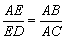 AE/ED = AB/AC